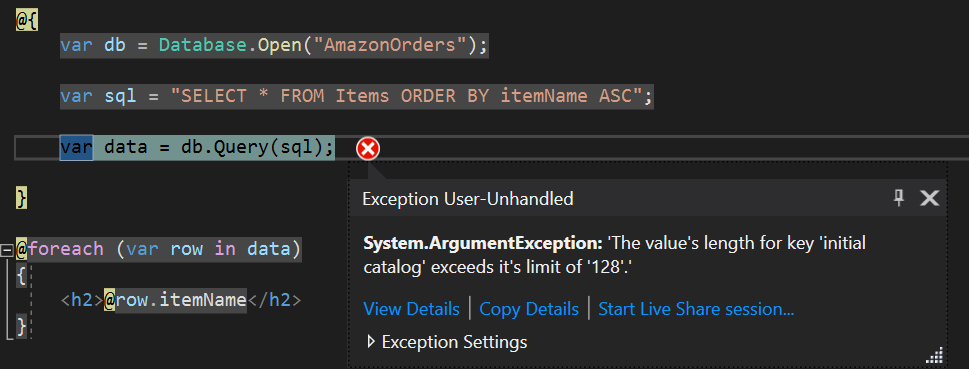 @{
var db = Database.Open("AmazonOrders");
var sql = "SELECT * FROM Items ORDER BY itemName ASC";
var data = db.Query(sql);
}
@foreach (var row in data)
{
<h2>@row.itemName</h2>
}
Exception User-Unhandled
System.ArgumentException: 'The value's length for key 'initial
catalog' exceeds it's limit of '128'.'
View Details | Copy Details | Start Live Share session...
Exception Settings